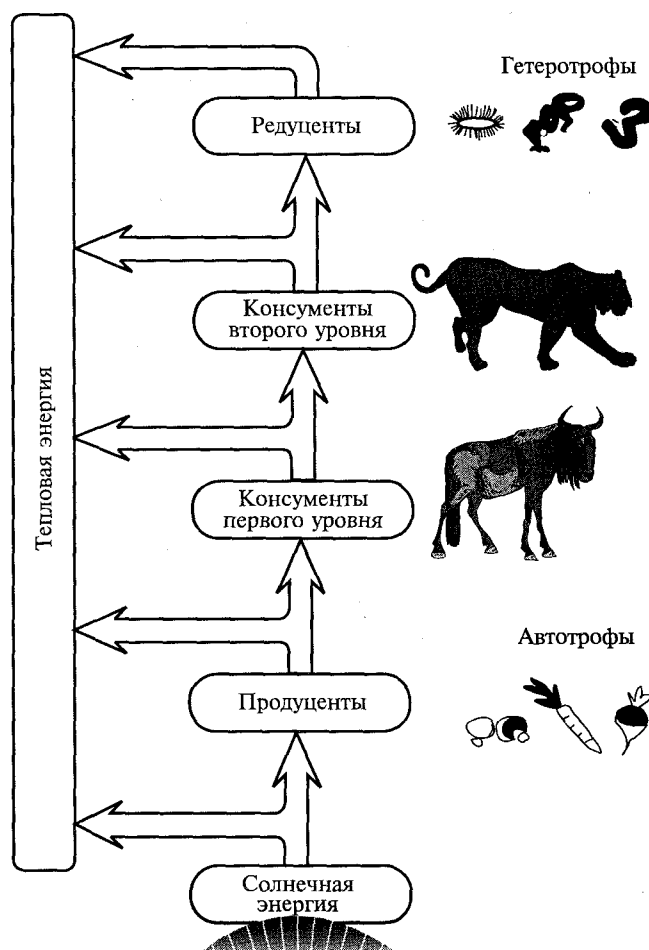 Гетеротрофы
Редуценты
Консументы
второго уровня
Тепловая энергия
Консументы
первого уровня
Автотрофы
Продуценты
Солнечная
энергия